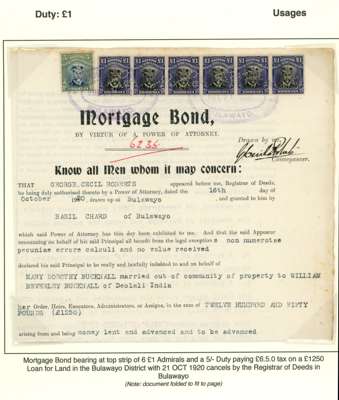 Duty: £1
Usages
BULAWAYO
Mortgage Bond,
BY VIRTUE OF A POWER OF ATTORNEY.
6236
Drawn by me,
Conveyancer.
Know all Men whom it may concern:
THAT GEORGE CECIL ROBERTS appeared before me, Registrar of Deeds,
he being duly authorised thereto by a Power of Attorney, dated the 16th day of
October 1920 drawn up at Bulawayo and granted to him by
BASIL CHARD of Bulawayo
which said Power of Attorney has this day been exhibited to me. And that the said Appearer
renouncing on behalf of his said Principal all benefit from the legal exceptions non numeratae
pecuniae errore calculi and no value received
declared his said Principal to be really and lawfully indebted to and on behalf of
MARY DOROTHY BUCKNALL married out of community of property to WILLIAM
BEVERLEY BUCKNALL of Deolali India
her Order, Heirs, Executors, Administrators, or Assigns, in the sum of TWELVE HUNDRED AND FIFTY
POUNDS (£1250)
arising from and being money lent and advanced and to be advanced
Mortgage Bond bearing at top strip of 6 £1 Admirals and a 5/- Duty paying £6.5.0 tax on a £1250
Loan for Land in the Bulawayo District with 21 OCT 1920 cancels by the Registrar of Deeds in
Bulawayo
(Note: document folded to fit to page)